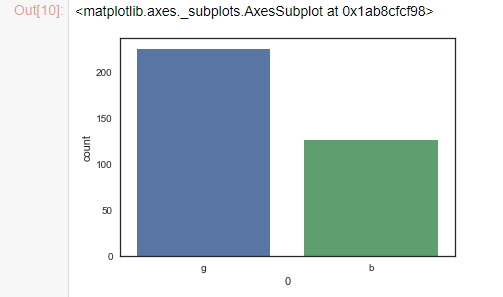 Out[10]: <matplotlib.axes._subplots.AxesSubplot at 0x1ab8cfcf98>
200
150
100
50
0
count
g b
0